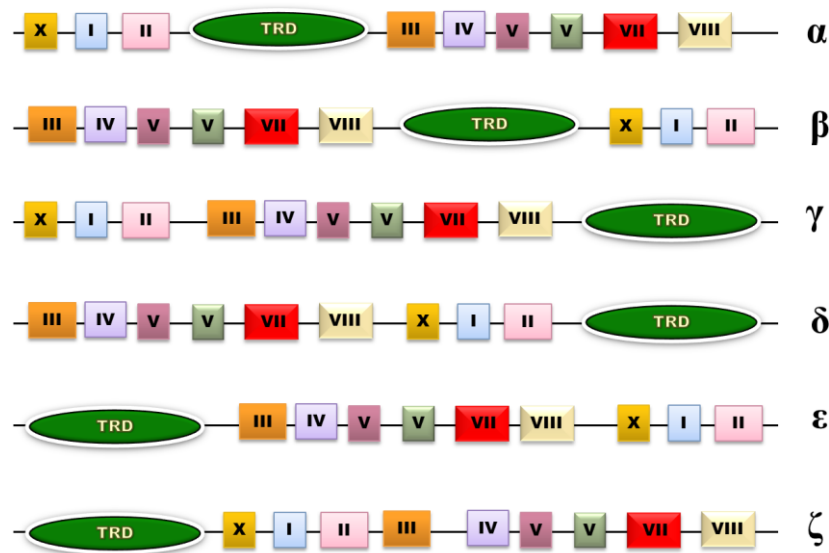 X I II TRD III IV V V VII VIII α
III IV V V VII VIII TRD X I II β
X I II III IV V V VII VIII TRD γ
III IV V V VII VIII X I II TRD δ
TRD III IV V V VII VIII X I II ε
TRD X I II III IV V V VII VIII ζ